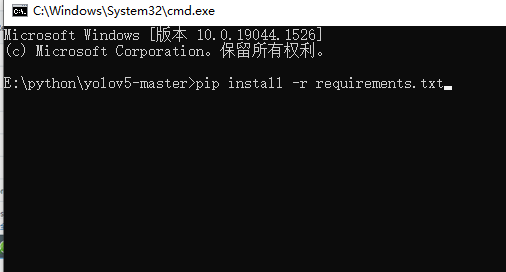 C:\Windows\System32\cmd.exe
Microsoft Windows [版本 10.0.19044.1526]
(c) Microsoft Corporation。保留所有权利。
E:\python\yolov5-master>pip install -r requirements.txt